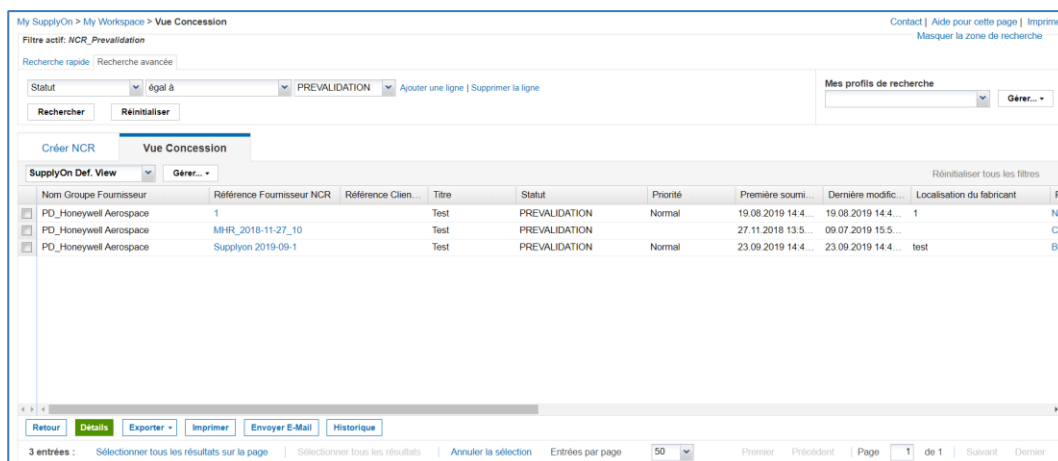 My SupplyOn > My Workspace > Vue Concession Contact | Aide pour cette page | Imprime
Filtre actif: NCR_Prevalidation Masquer la zone de recherche
Recherche rapide Recherche avancée
Statut égal à PREVALIDATION Ajouter une ligne | Supprimer la ligne Mes profils de recherche
Gérer...
Rechercher Réinitialiser
Créer NCR Vue Concession
SupplyOn Def. View Gérer... Réinitialiser tous les filtres
Nom Groupe Fournisseur Référence Fournisseur NCR Référence Clien... Titre Statut Priorité Première soumi... Dernière modific... Localisation du fabricant F
PD_Honeywell Aerospace 1 Test PREVALIDATION Normal 19.08.2019 14:4... 19.08.2019 14:4... 1 N
PD_Honeywell Aerospace MHR_2018-11-27_10 Test PREVALIDATION 27.11.2018 13:5... 09.07.2019 15:5... C
PD_Honeywell Aerospace Supplyon 2019-09-1 Test PREVALIDATION Normal 23.09.2019 14:4... 23.09.2019 14:4... test B
Retour Détails Exporter Imprimer Envoyer E-Mail Historique
3 entrées : Sélectionner tous les résultats sur la page | Sélectionner tous les résultats | Annuler la sélection Entrées par page 50 Premier Précédent | Page 1 de 1 | Suivant Dernier